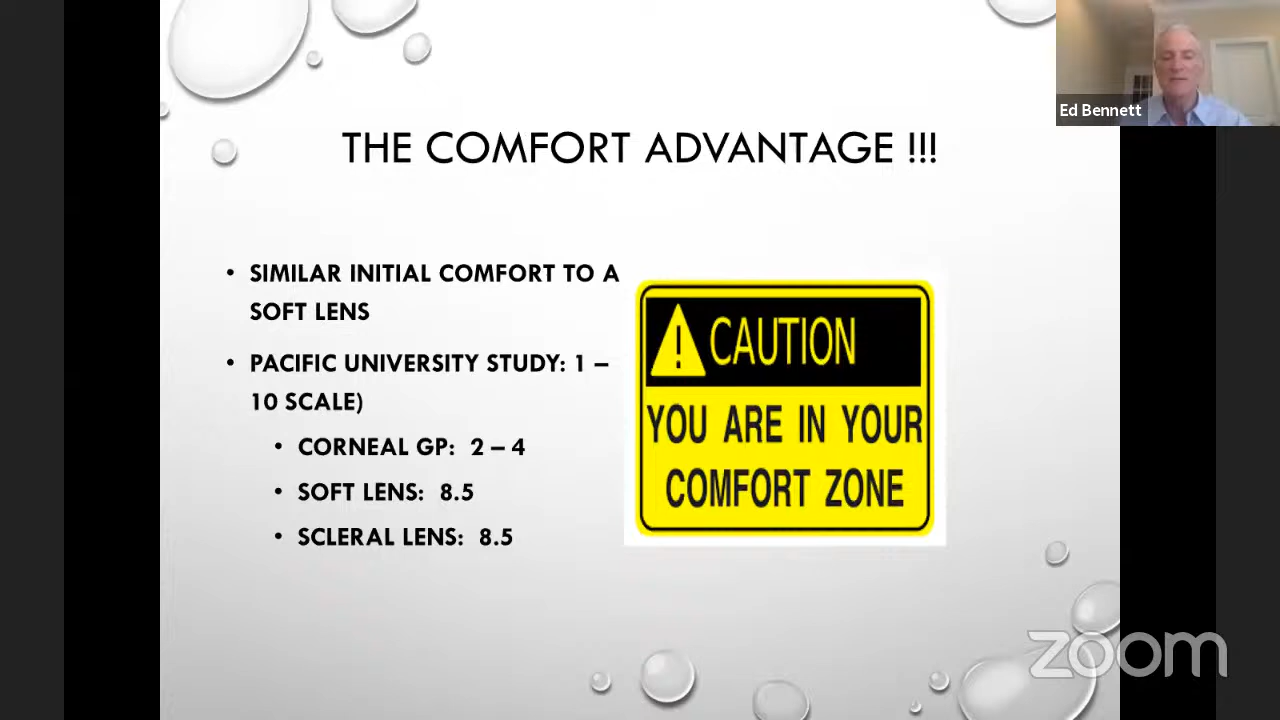 Ed Bennett
THE COMFORT ADVANTAGE !!!
• SIMILAR INITIAL COMFORT TO A
SOFT LENS
• PACIFIC UNIVERSITY STUDY: 1 –
10 SCALE)
• CORNEAL GP: 2 – 4
• SOFT LENS: 8.5
• SCLERAL LENS: 8.5
! CAUTION
YOU ARE IN YOUR
COMFORT ZONE
zoom